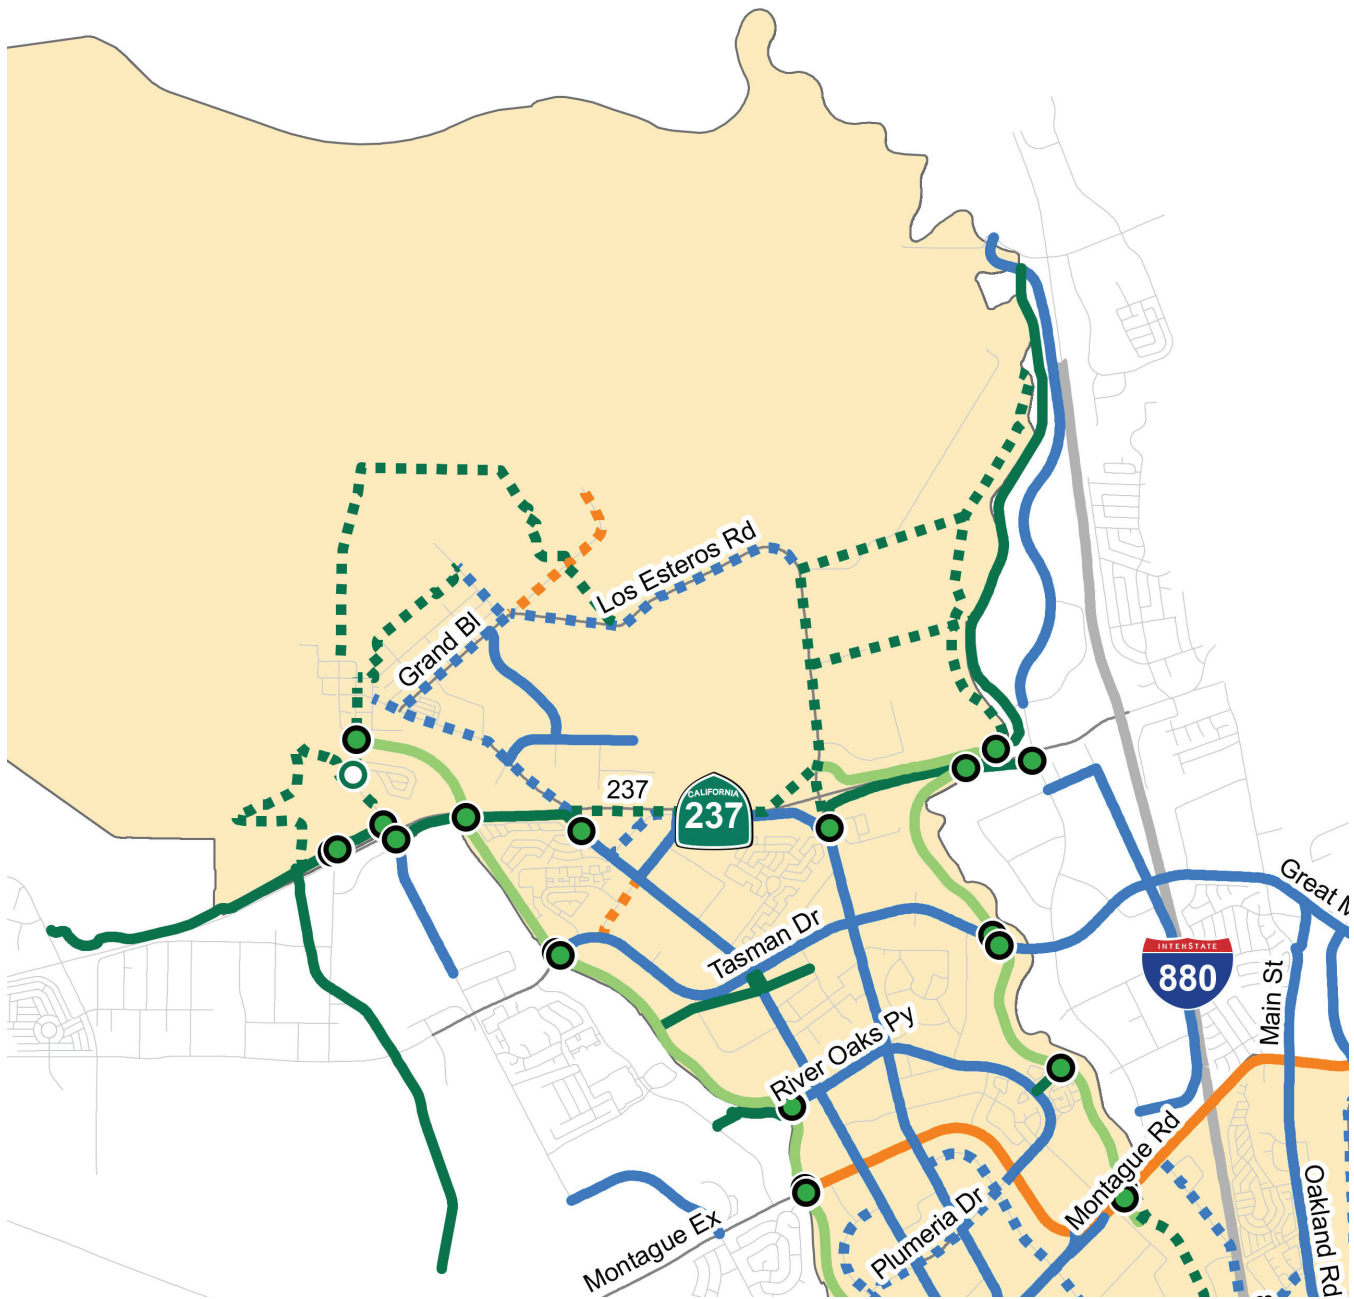 Los Esteros Rd
Grand Bl
237
CALIFORNIA
237
Great M
Tasman Dr
INTERSTATE
880
Main St
River Oaks Py
Montague Rd
Oakland Rd
Plumeria Dr
Montague Ex